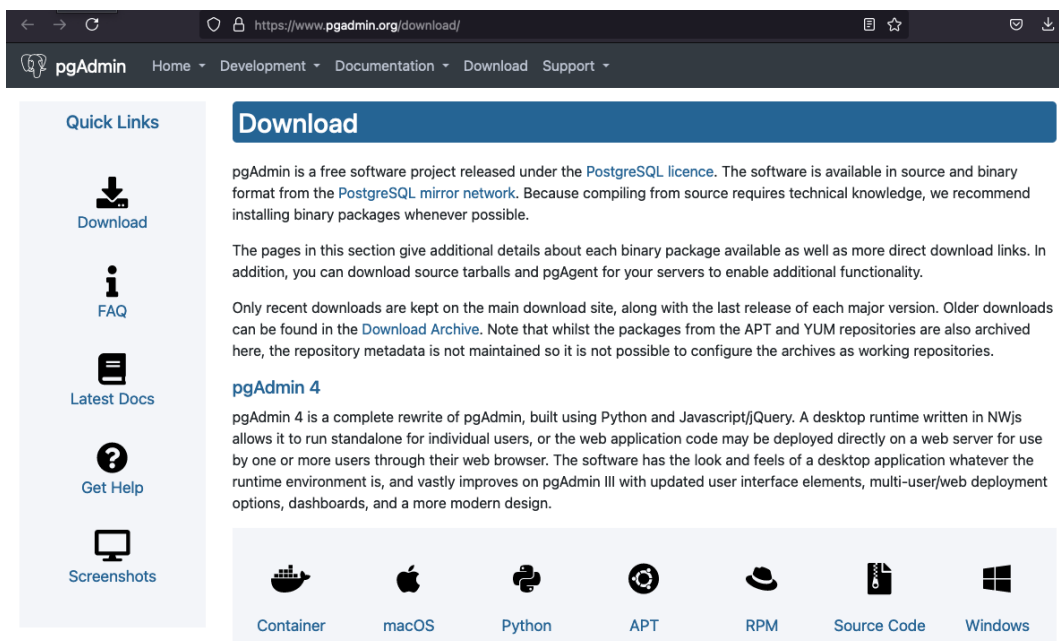 https://www.pgadmin.org/download/
pgAdmin Home Development Documentation Download Support
Quick Links
Download
FAQ
Latest Docs
Get Help
Screenshots
Download
pgAdmin is a free software project released under the PostgreSQL licence. The software is available in source and binary
format from the PostgreSQL mirror network. Because compiling from source requires technical knowledge, we recommend
installing binary packages whenever possible.
The pages in this section give additional details about each binary package available as well as more direct download links. In
addition, you can download source tarballs and pgAgent for your servers to enable additional functionality.
Only recent downloads are kept on the main download site, along with the last release of each major version. Older downloads
can be found in the Download Archive. Note that whilst the packages from the APT and YUM repositories are also archived
here, the repository metadata is not maintained so it is not possible to configure the archives as working repositories.
pgAdmin 4
pgAdmin 4 is a complete rewrite of pgAdmin, built using Python and Javascript/jQuery. A desktop runtime written in NWjs
allows it to run standalone for individual users, or the web application code may be deployed directly on a web server for use
by one or more users through their web browser. The software has the look and feels of a desktop application whatever the
runtime environment is, and vastly improves on pgAdmin III with updated user interface elements, multi-user/web deployment
options, dashboards, and a more modern design.
Container macOS Python APT RPM Source Code Windows